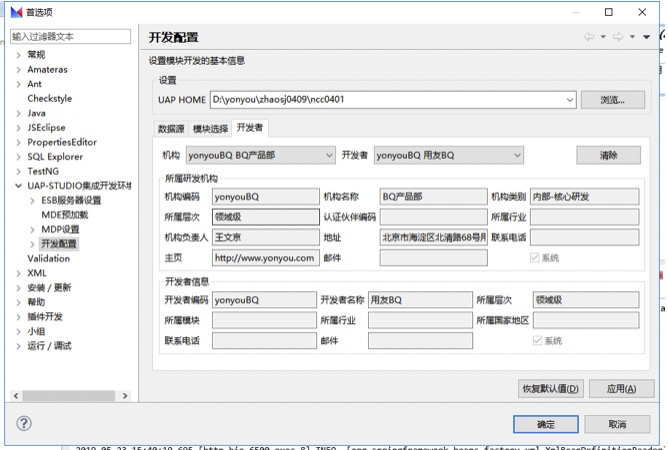 首选项
输入过滤器文本
开发配置
常规
Amateras
Ant
Checkstyle
Java
JSEclipse
PropertiesEditor
SQL Explorer
TestNG
UAP-STUDIO集成开发环境
ESB服务器设置
MDE预加载
MDP设置
开发配置
Validation
XML
安装 / 更新
帮助
插件开发
小组
运行 / 调试
设置模块开发的基本信息
设置
UAP HOME D:\yonyou\zhaosj0409\ncc0401 浏览...
数据源 模块选择 开发者
机构 yonyouBQ BQ产品部 开发者 yonyouBQ 用友BQ 清除
所属研发机构
机构编码 yonyouBQ 机构名称 BQ产品部 机构类别 内部-核心研发
所属层次 领域级 认证伙伴编码 所属行业
机构负责人 王文京 地址 北京市海淀区北清路68号用 联系电话
主页 http://www.yonyou.com 邮件 系统
开发者信息
开发者编码 yonyouBQ 开发者名称 用友BQ 所属层次 领域级
所属模块 所属行业 所属国家地区
联系电话 邮件 系统
恢复默认值(D) 应用(A)
? 确定 取消